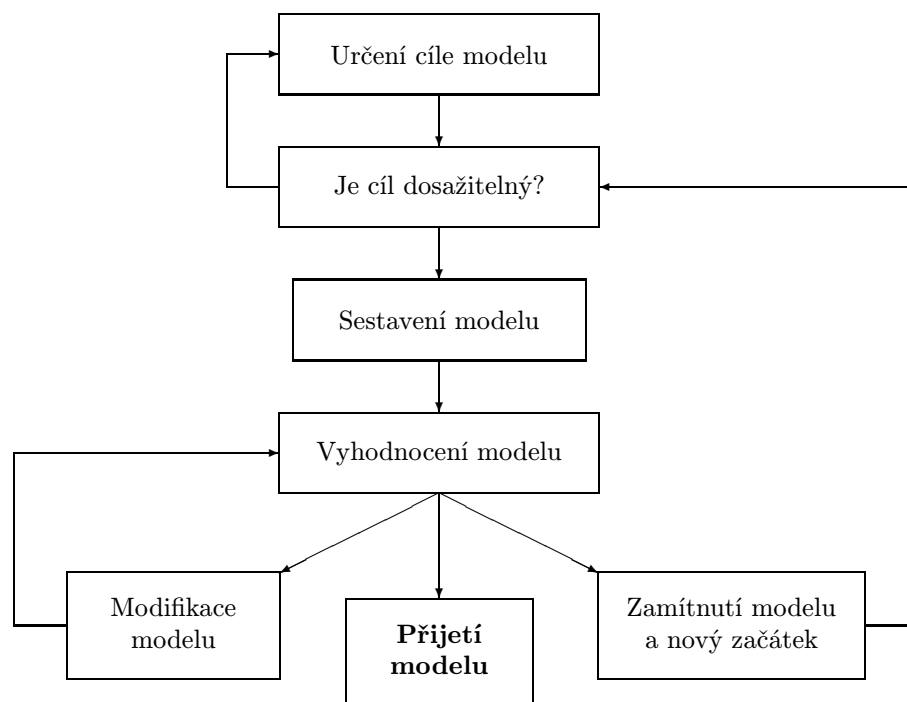 Určení cíle modelu
Je cíl dosažitelný?
Sestavení modelu
Vyhodnocení modelu
Modifikace
modelu
Přijetí
modelu
Zamítnutí modelu
a nový začátek